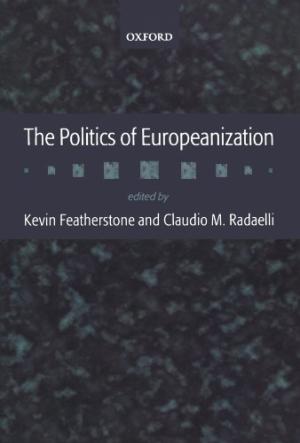 OXFORD
The Politics of Europeanization
edited by
Kevin Featherstone and Claudio M. Radaelli